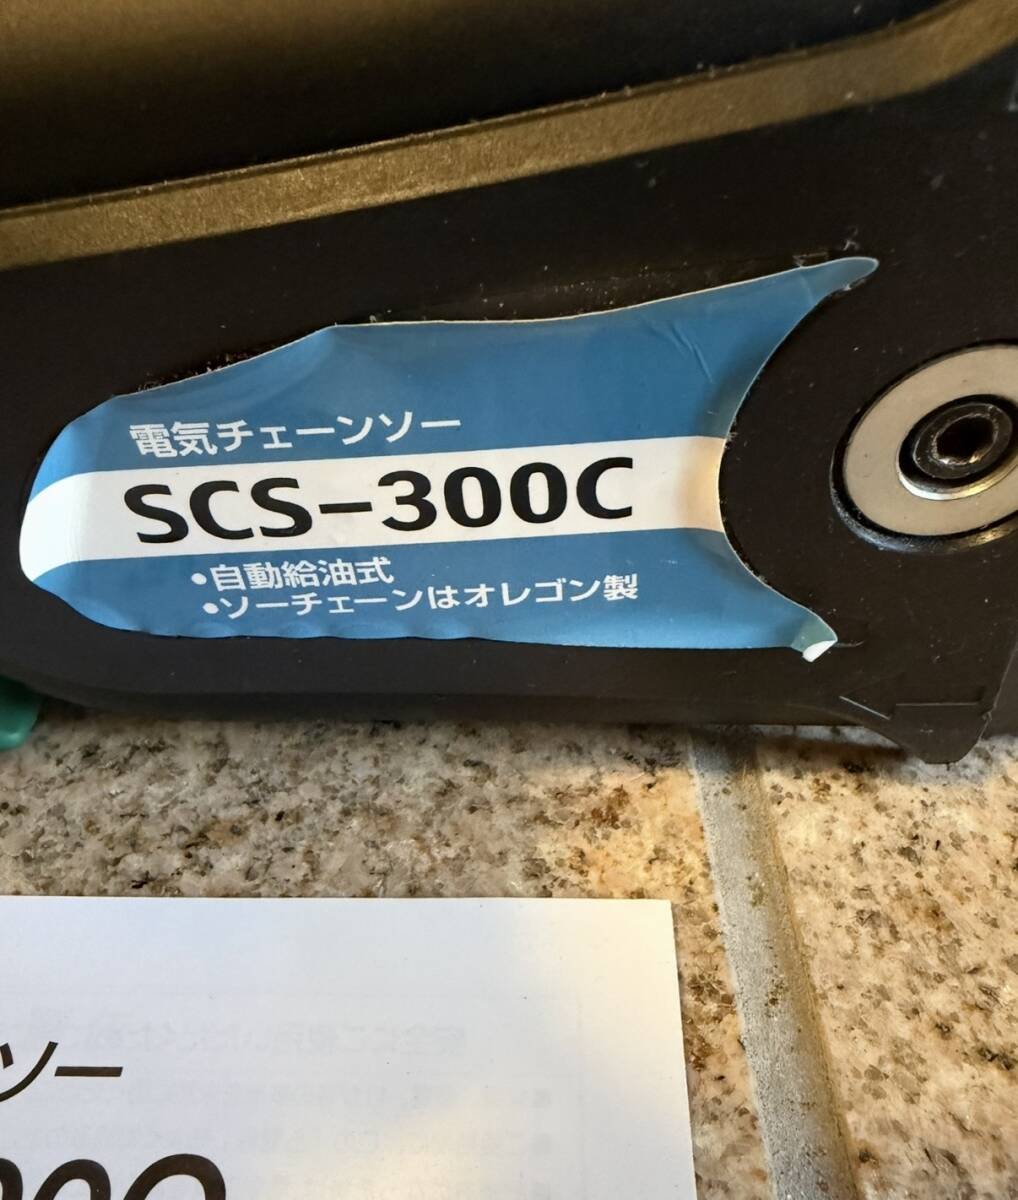 電気チェーンソー
SCS-300C
•自動給油式
•ソーチェーンはオレゴン製
ソー